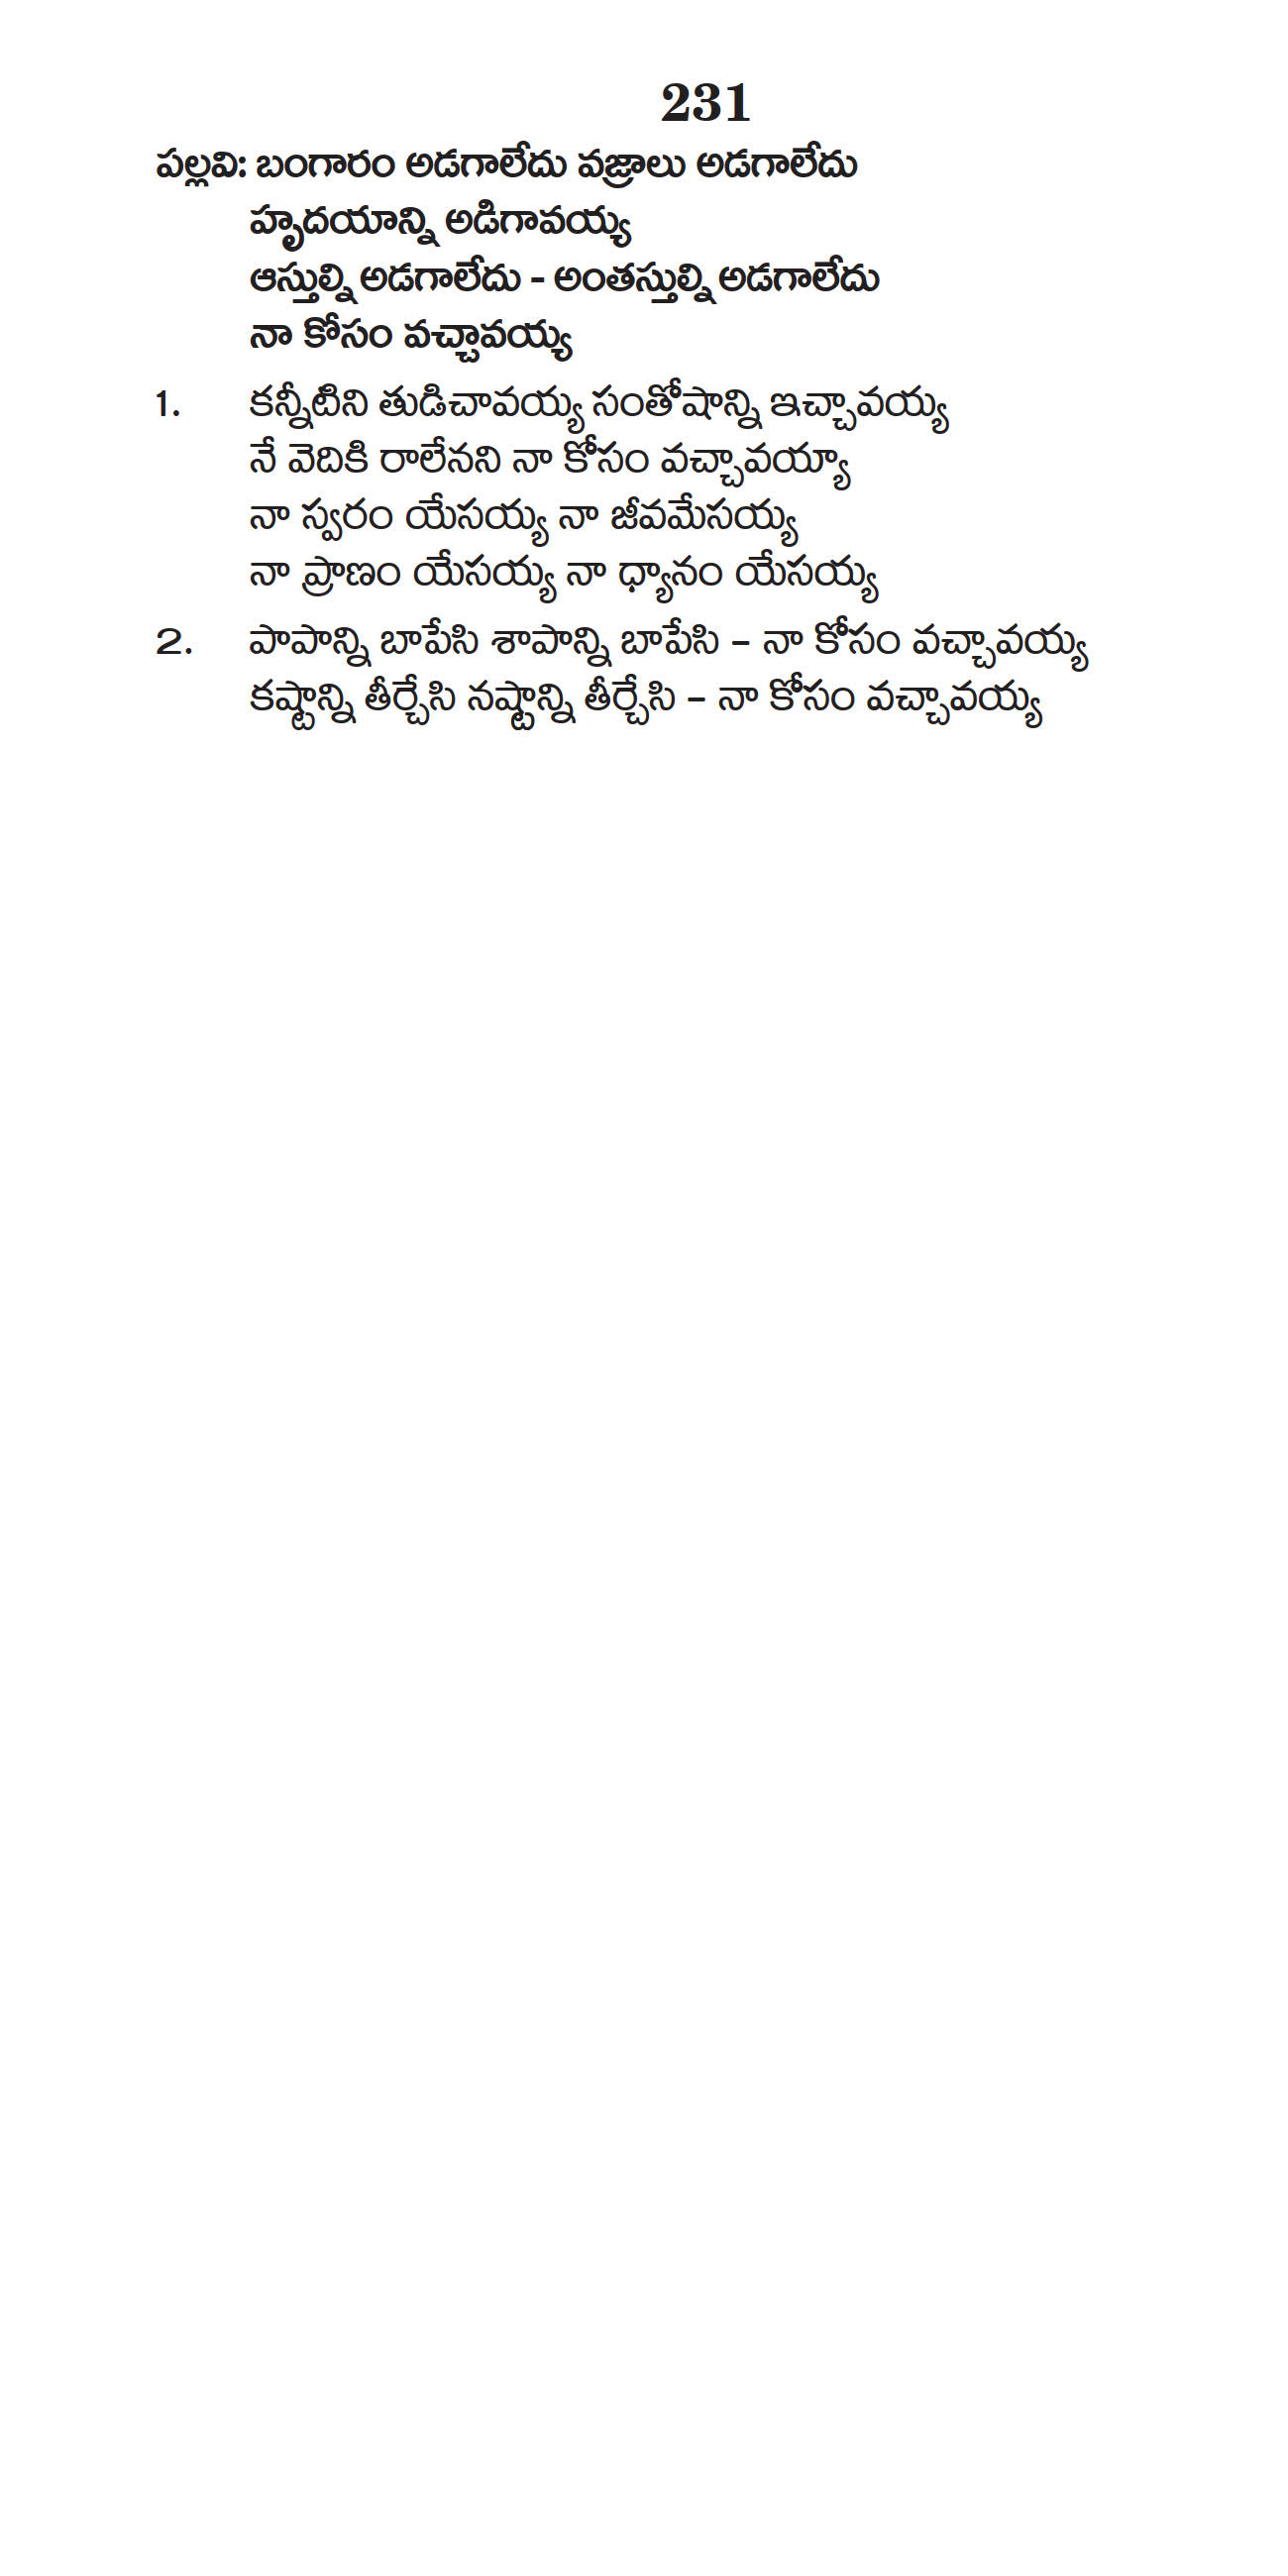 231
పల్లవి: బంగారం అడగాలేదు వజ్రాలు అడగాలేదు
హృదయాన్ని అడిగావయ్య
ఆస్తుల్ని అడగాలేదు - అంతస్తుల్ని అడగాలేదు
నా కోసం వచ్చావయ్య
1. కన్నీటిని తుడిచావయ్య సంతోషాన్ని ఇచ్చావయ్య
నే వెదికి రాలేనని నా కోసం వచ్చావయ్యా
నా స్వరం యేసయ్య నా జీవమేసయ్య
నా ప్రాణం యేసయ్య నా ధ్యానం యేసయ్య
2. పాపాన్ని బాపేసి శాపాన్ని బాపేసి – నా కోసం వచ్చావయ్య
కష్టాన్ని తీర్చేసి నష్టాన్ని తీర్చేసి – నా కోసం వచ్చావయ్య